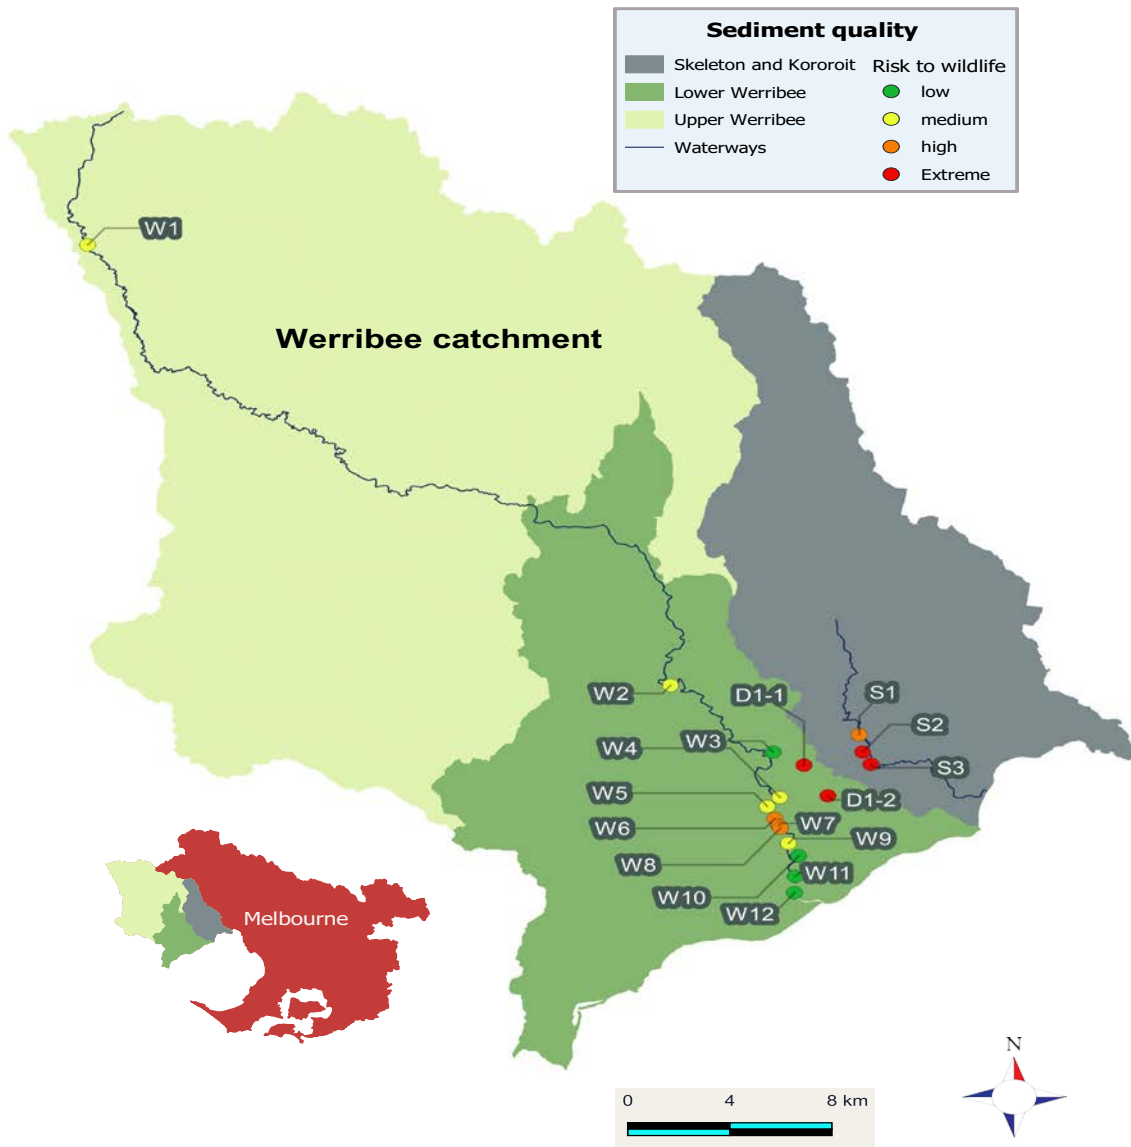 Sediment quality
Skeleton and Kororoit
Lower Werribee
Upper Werribee
Waterways
Risk to wildlife
low
medium
high
Extreme
W1
Werribee catchment
W2
D1-1
S1
S2
W3
W4
S3
W5
D1-2
W6
W7
W9
W8
W11
W10
W12
Melbourne
N
0 4 8 km